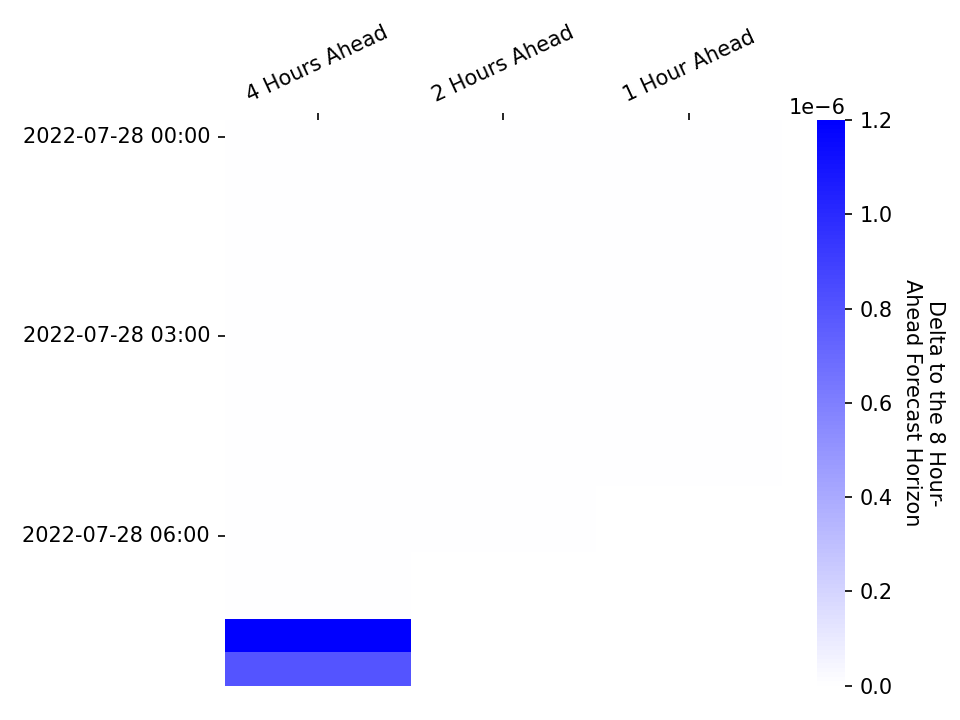 4 Hours Ahead
2 Hours Ahead
1 Hour Ahead
1e−6
2022-07-28 00:00
2022-07-28 03:00
2022-07-28 06:00
1.2
1.0
0.8
0.6
0.4
0.2
0.0
Delta to the 8 Hour-
Ahead Forecast Horizon